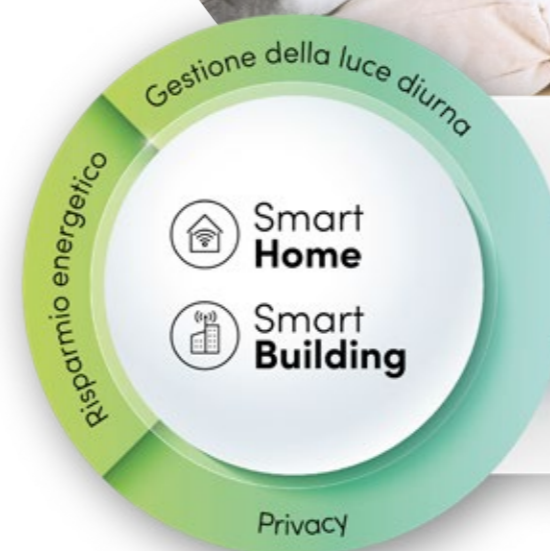 Gestione della luce diurna
Risparmio energetico
Smart
Home
Smart
Building
Privacy